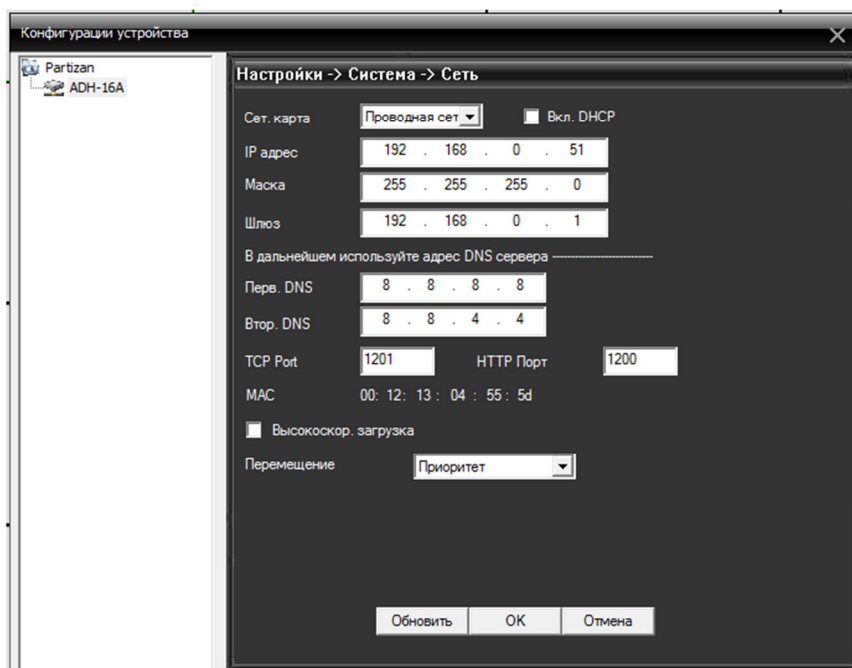 Конфигурации устройства
Partizan
ADH-16A
Настройки -> Система -> Сеть
Сет. карта Проводная сет Вкл. DHCP
IP адрес 192 . 168 . 0 . 51
Маска 255 . 255 . 255 . 0
Шлюз 192 . 168 . 0 . 1
В дальнейшем используйте адрес DNS сервера --------------------------
Перв. DNS 8 . 8 . 8 . 8
Втор. DNS 8 . 8 . 4 . 4
TCP Port 1201 HTTP Порт 1200
MAC 00: 12: 13 : 04 : 55 : 5d
Высокоскор. загрузка
Перемещение Приоритет
Обновить OK Отмена